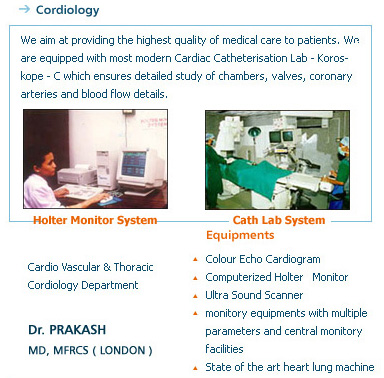 Cordiology
We aim at providing the highest quality of medical care to patients. We
are equipped with most modern Cardiac Catheterisation Lab - Koros-
kope - C which ensures detailed study of chambers, valves, coronary
arteries and blood flow details.
Holter Monitor System
Cath Lab System
Cardio Vascular & Thoracic
Cordiology Department
Dr. PRAKASH
MD, MFRCS ( LONDON )
Equipments
Colour Echo Cardiogram
Computerized Holter Monitor
Ultra Sound Scanner
monitory equipments with multiple
parameters and central monitory
facilities
State of the art heart lung machine